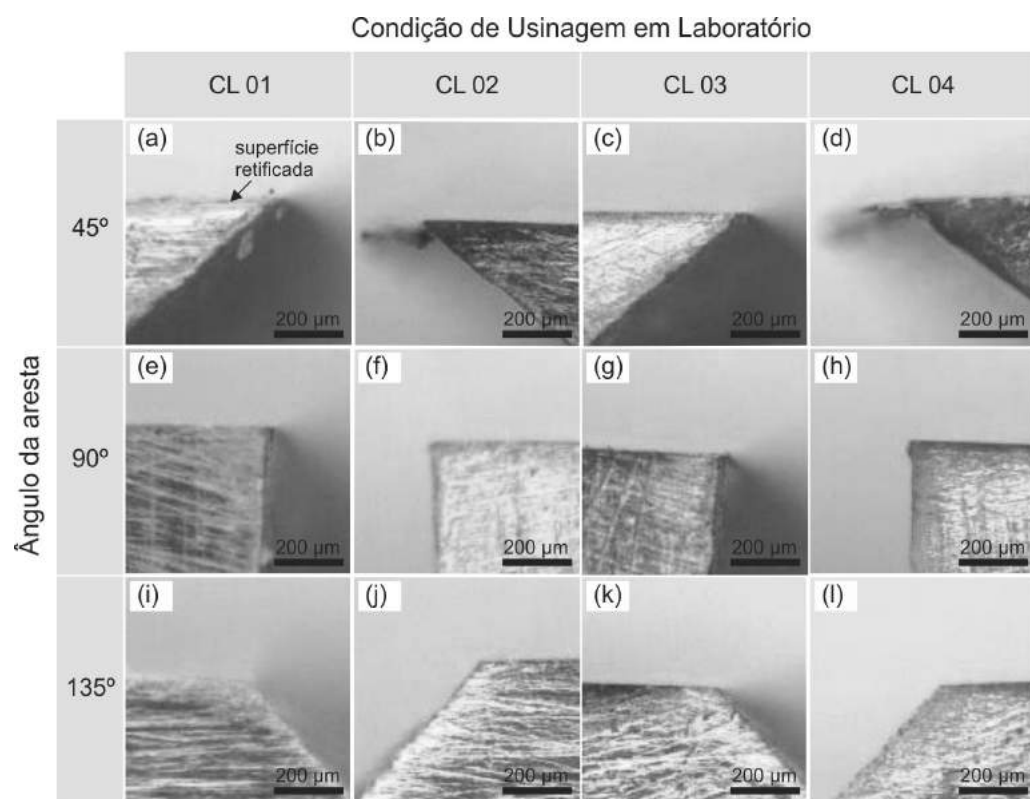 Condição de Usinagem em Laboratório
CL 01 CL 02 CL 03 CL 04
Ângulo da aresta
45º
(a) (b) (c) (d)
superfície
retificada
200 µm 200 µm 200 µm 200 µm
90º
(e) (f) (g) (h)
200 µm 200 µm 200 µm 200 µm
135º
(i) (j) (k) (l)
200 µm 200 µm 200 µm 200 µm